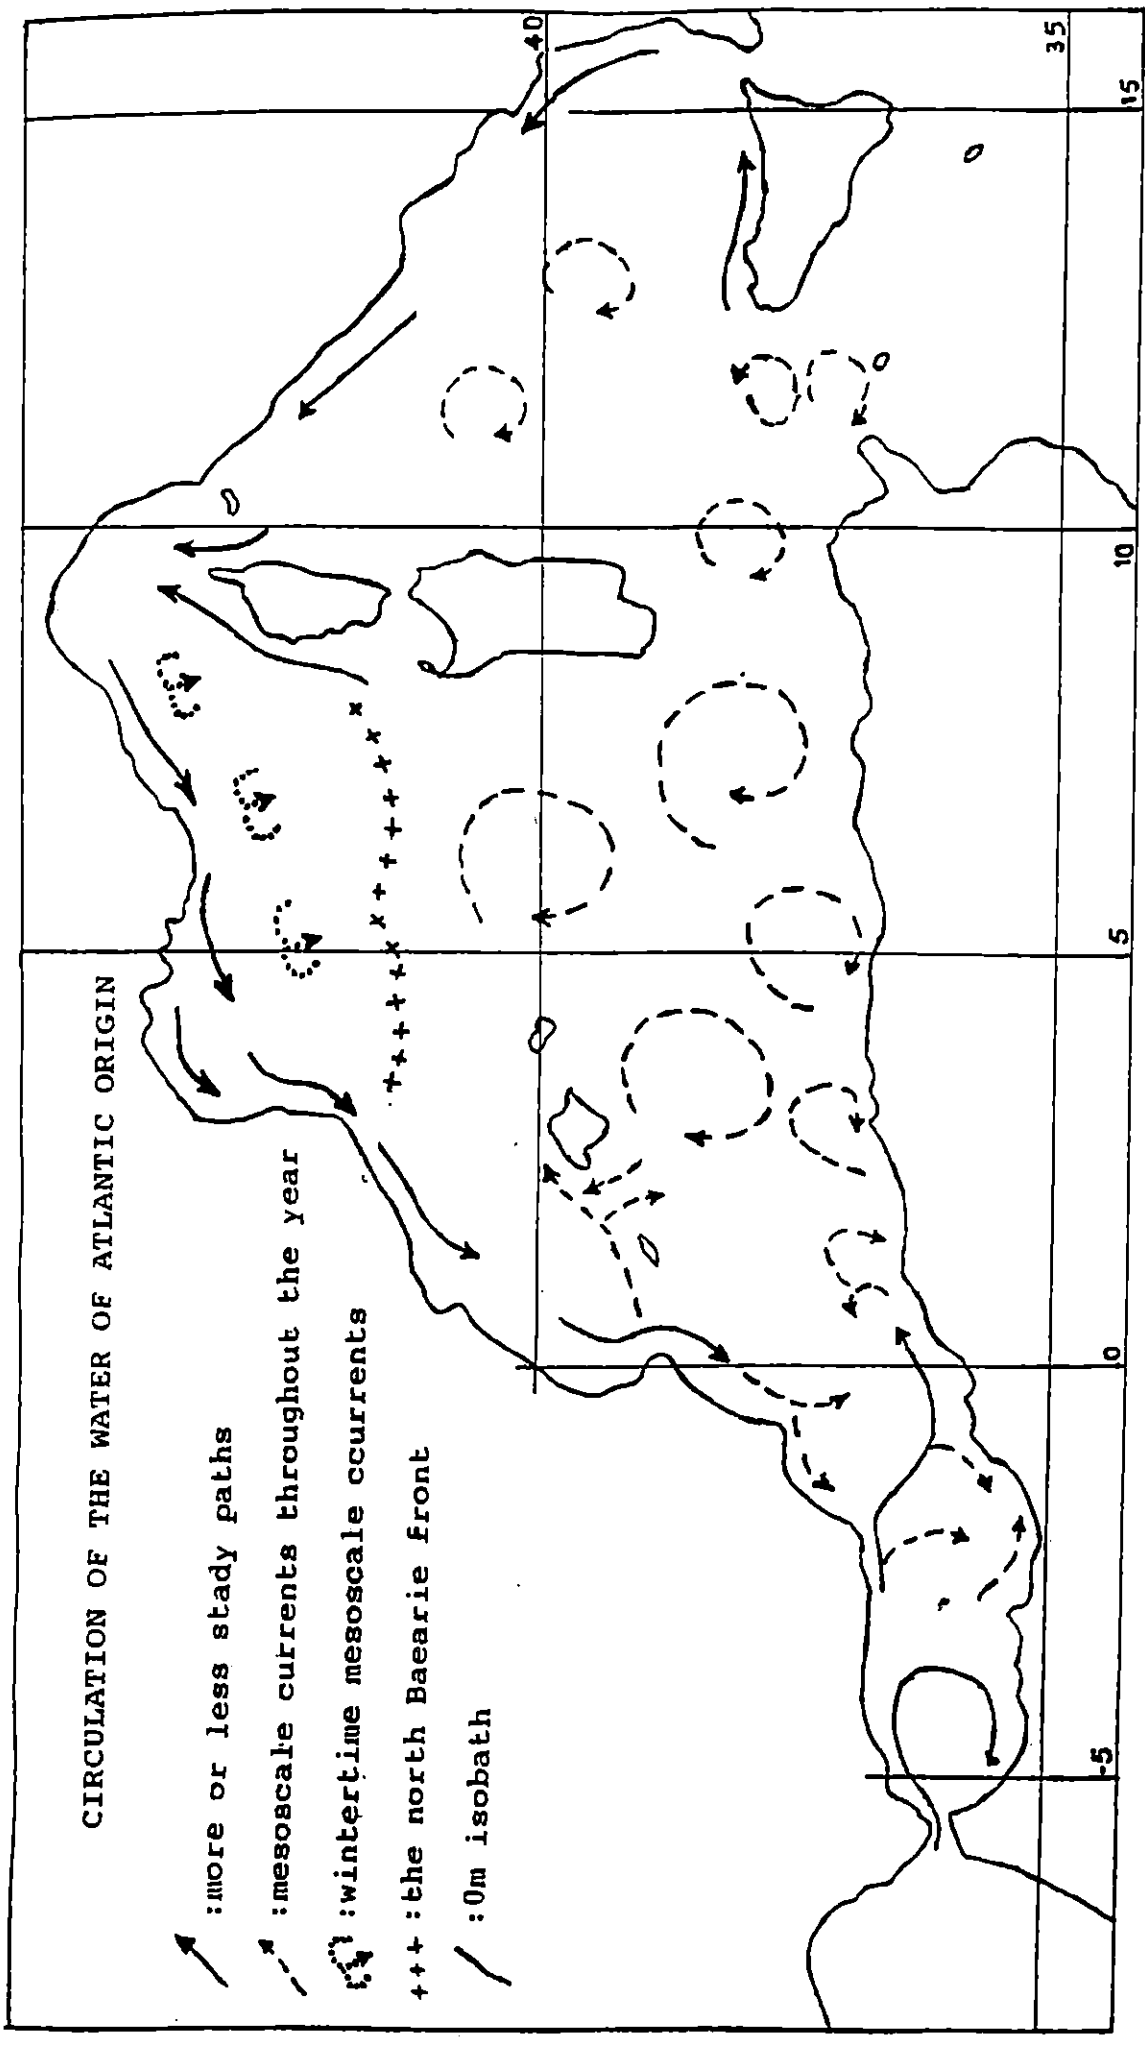 CIRCULATION OF THE WATER OF ATLANTIC ORIGIN
:more or less stady paths
:mesoscale currents throughout the year
:wintertime mesoscale ccurrents
+++ :the north Baearie front
:0m isobath
40
35
-5
0
5
10
15